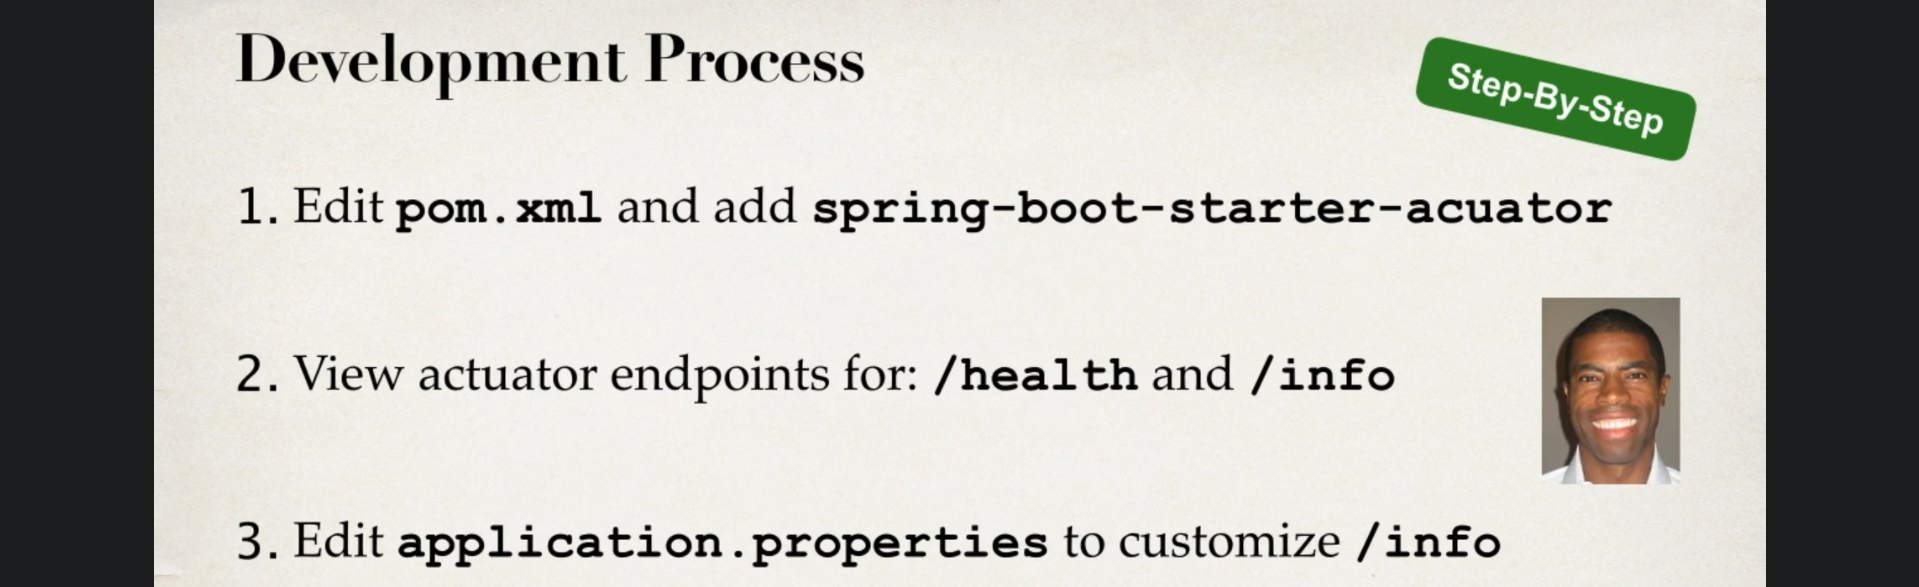 Development Process
Step-By-Step
1. Edit pom.xml and add spring-boot-starter-acuator
2. View actuator endpoints for: /health and /info
3. Edit application.properties to customize /info